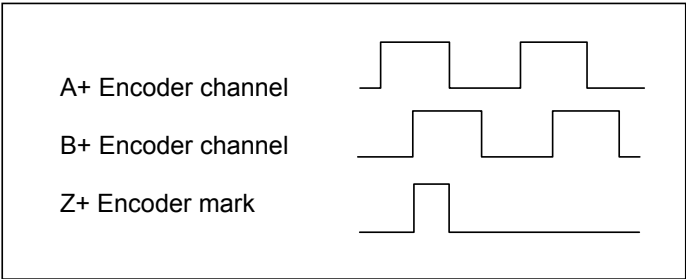 A+ Encoder channel
B+ Encoder channel
Z+ Encoder mark